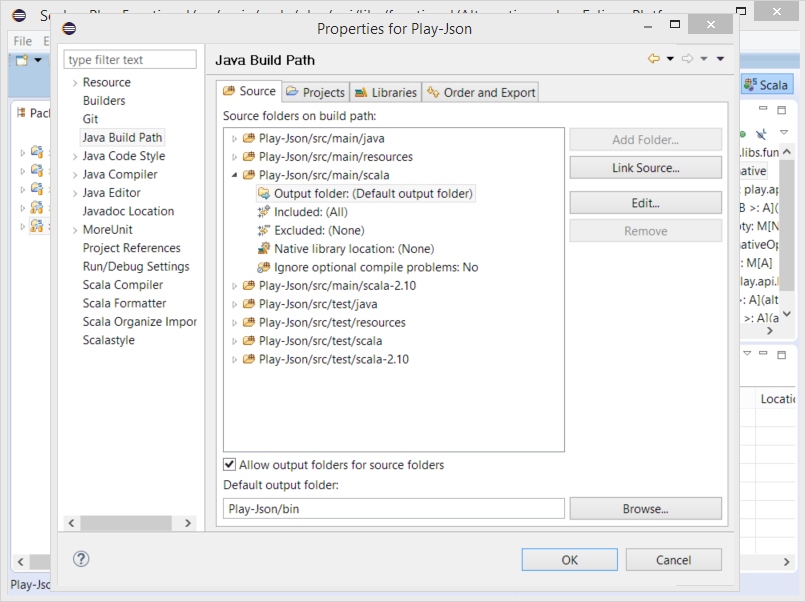 Properties for Play-Json
File
type filter text
Java Build Path
Scala
Resource
Builders
Git
Java Build Path
Java Code Style
Java Compiler
Java Editor
Javadoc Location
MoreUnit
Project References
Run/Debug Settings
Scala Compiler
Scala Formatter
Scala Organize Impor
Scalastyle
Source
Projects
Libraries
Order and Export
Source folders on build path:
Play-Json/src/main/java
Play-Json/src/main/resources
Play-Json/src/main/scala
Output folder: (Default output folder)
Included: (All)
Excluded: (None)
Native library location: (None)
Ignore optional compile problems: No
Play-Json/src/main/scala-2.10
Play-Json/src/test/java
Play-Json/src/test/resources
Play-Json/src/test/scala
Play-Json/src/test/scala-2.10
Add Folder...
Link Source...
Edit...
Remove
Allow output folders for source folders
Default output folder:
Play-Json/bin
Browse...
OK
Cancel
Pacl
.libs.fun
native
: play.ap
B >: A](
pty: M[N
nativeOp
: M[A]
lay.api.l
>: A](alt
>: A](a
Locatic
Play-Jsc